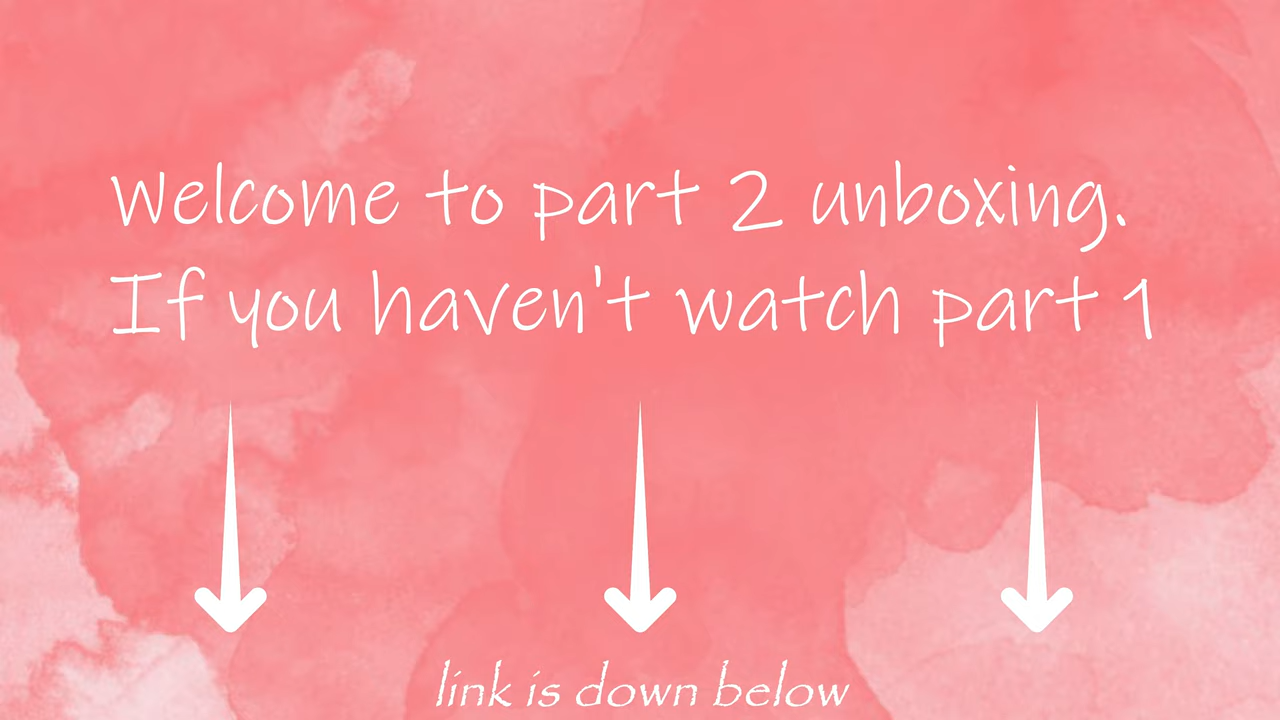 Welcome to part 2 unboxing.
If you haven't watch part 1
link is down below